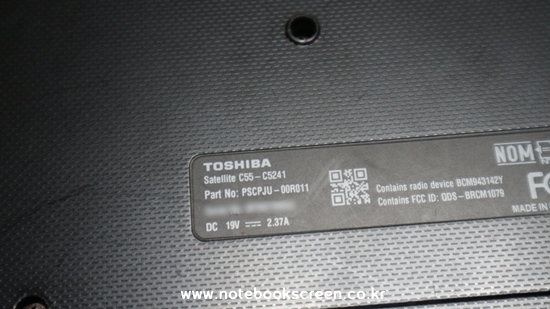 TOSHIBA
Satellite C55-C5241
Part No: PSCPJU-00R011
DC 19V 2.37A
Contains radio device BCM943142Y
Contains FCC ID: QDS-BRCM1079
NOM
FC
MADE IN
www.notebookscreen.co.kr